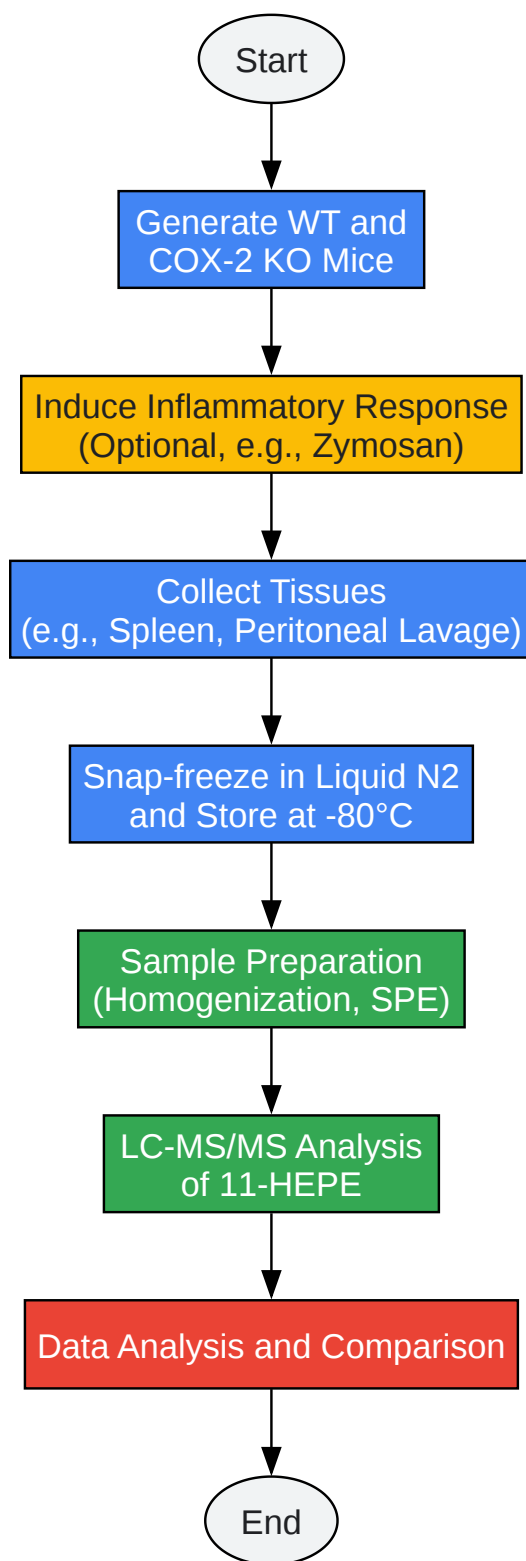 Start
Generate WT and
COX-2 KO Mice
Induce Inflammatory Response
(Optional, e.g., Zymosan)
Collect Tissues
(e.g., Spleen, Peritoneal Lavage)
Snap-freeze in Liquid N2
and Store at -80°C
Sample Preparation
(Homogenization, SPE)
LC-MS/MS Analysis
of 11-HEPE
Data Analysis and Comparison
End